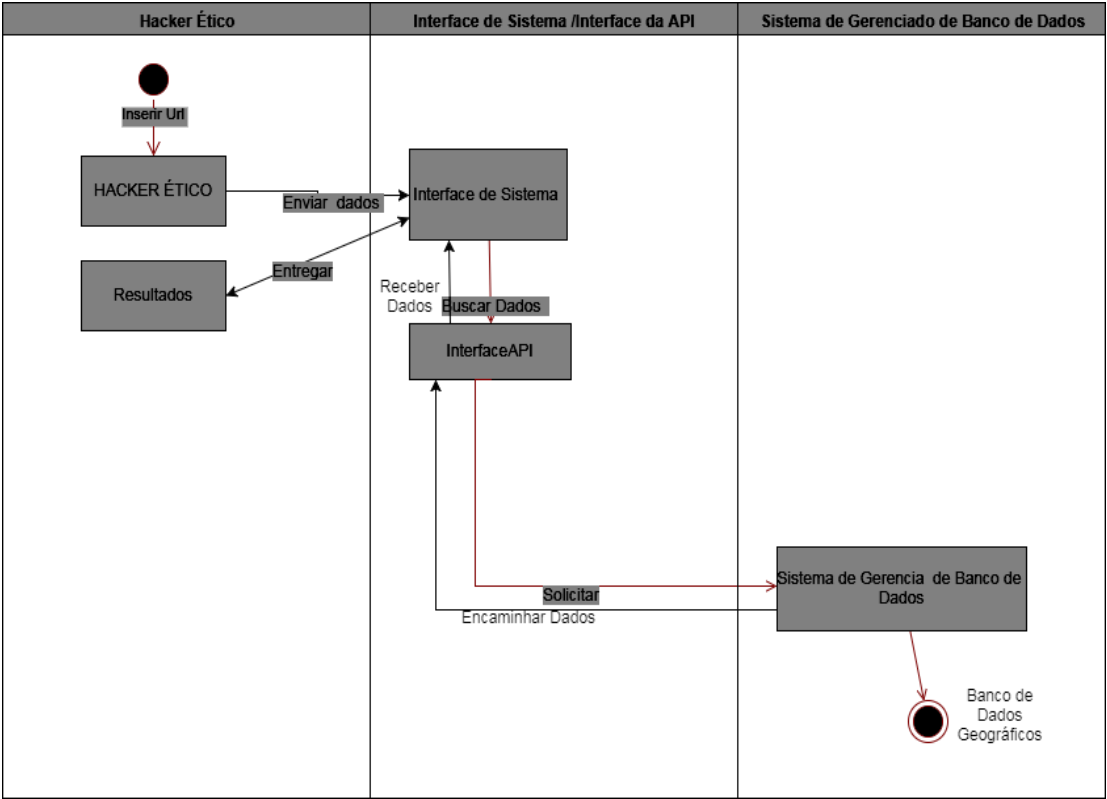 Hacker Ético
Interface de Sistema /Interface da API
Sistema de Gerenciado de Banco de Dados
Inserir Url
HACKER ÉTICO
Enviar dados
Interface de Sistema
Entregar
Resultados
Receber
Dados
Buscar Dados
InterfaceAPI
Sistema de Gerencia de Banco de
Dados
Solicitar
Encaminhar Dados
Banco de
Dados
Geográficos